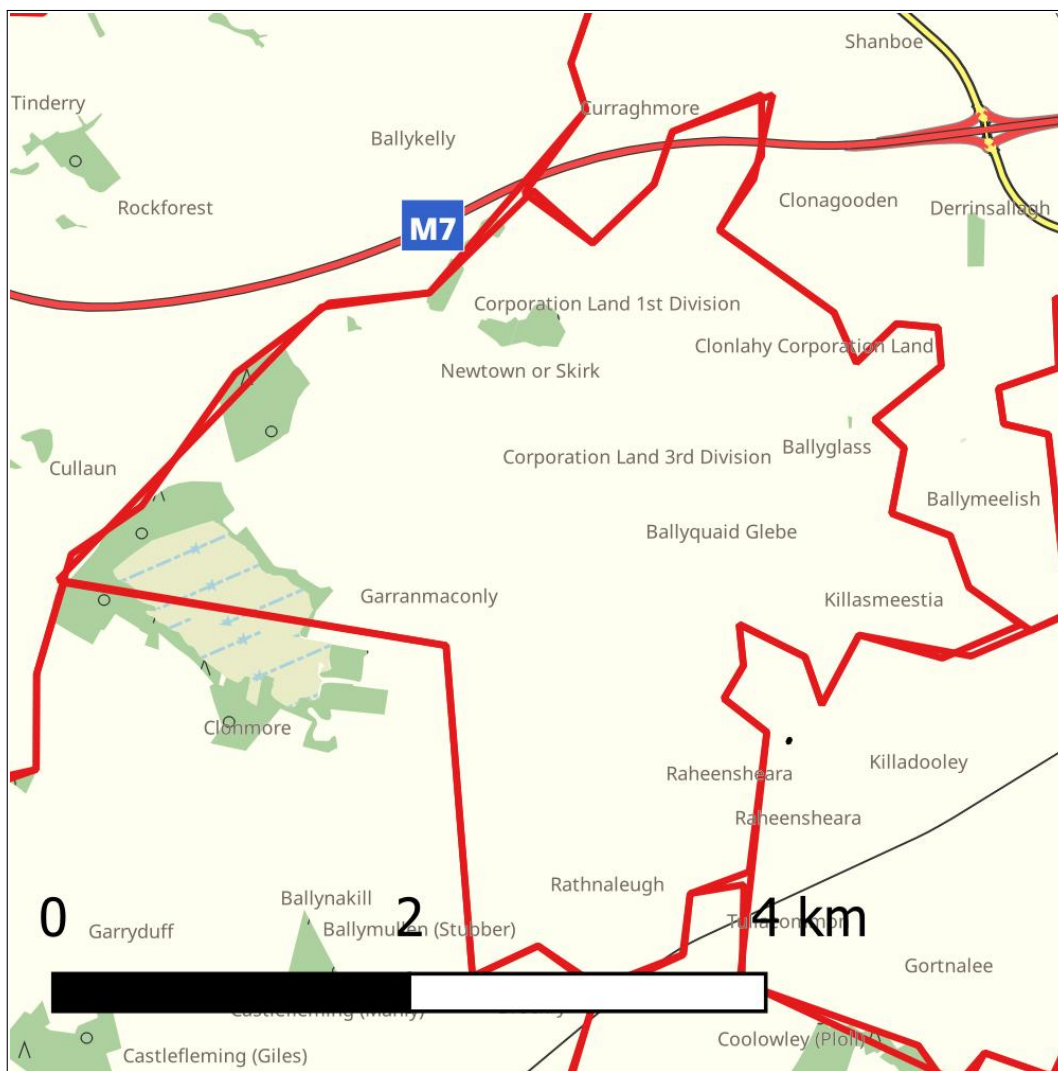 Shanboe
Tinderry
Curraghmore
Ballykelly
Rockforest
Clonagooden
Derrinsallagh
M7
Corporation Land 1st Division
Clonlahy Corporation Land
Newtown or Skirk
Ballyglass
Corporation Land 3rd Division
Cullaun
Ballymeelish
Ballyquaid Glebe
Garranmaconly
Killasmeestia
Clonmore
Killadooley
Raheensheara
Raheensheara
Rathnaleugh
Ballynakill
0 2 4 km
Garryduff
Ballymullen (Stubber)
Gortnalee
Coolowley (Ploll)
Castlefleming (Giles)